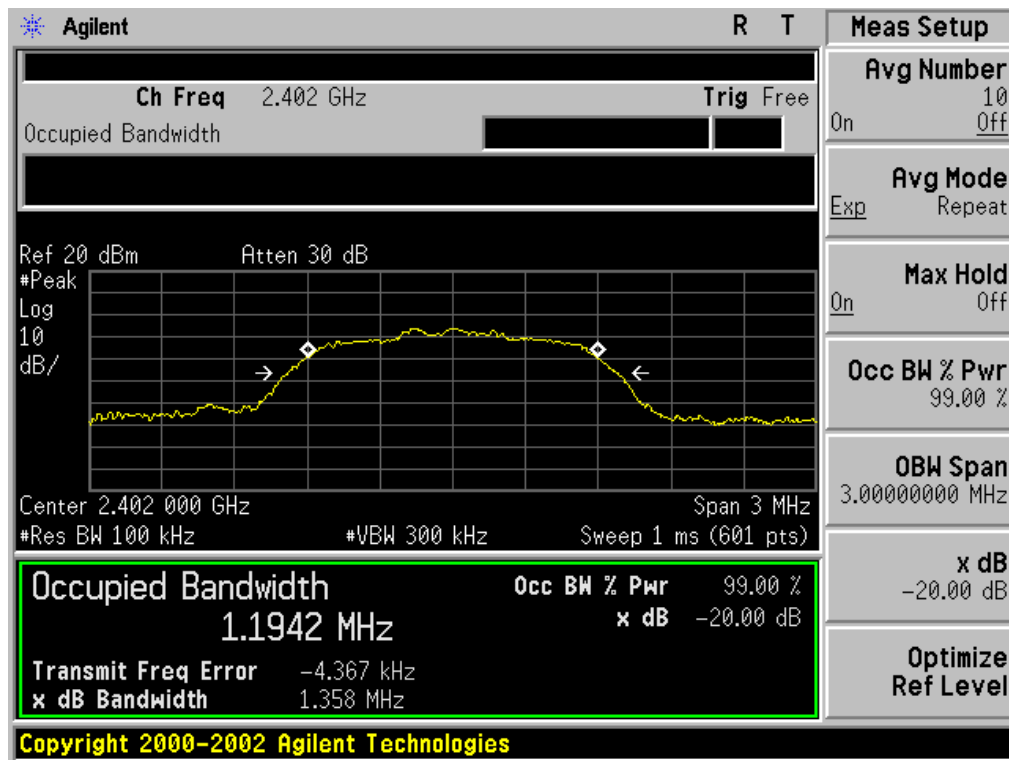 Agilent R T
Ch Freq 2.402 GHz Trig Free
Occupied Bandwidth
Ref 20 dBm Atten 30 dB
#Peak
Log
10
dB/
Center 2.402 000 GHz Span 3 MHz
#Res BW 100 kHz #VBW 300 kHz Sweep 1 ms (601 pts)
Occupied Bandwidth Occ BW % Pwr 99.00 %
1.1942 MHz x dB -20.00 dB
Transmit Freq Error -4.367 kHz
x dB Bandwidth 1.358 MHz
Copyright 2000-2002 Agilent Technologies
Meas Setup
Avg Number
10
On Off
Avg Mode
Exp Repeat
Max Hold
On Off
Occ BW % Pwr
99.00 %
OBW Span
3.00000000 MHz
x dB
-20.00 dB
Optimize
Ref Level